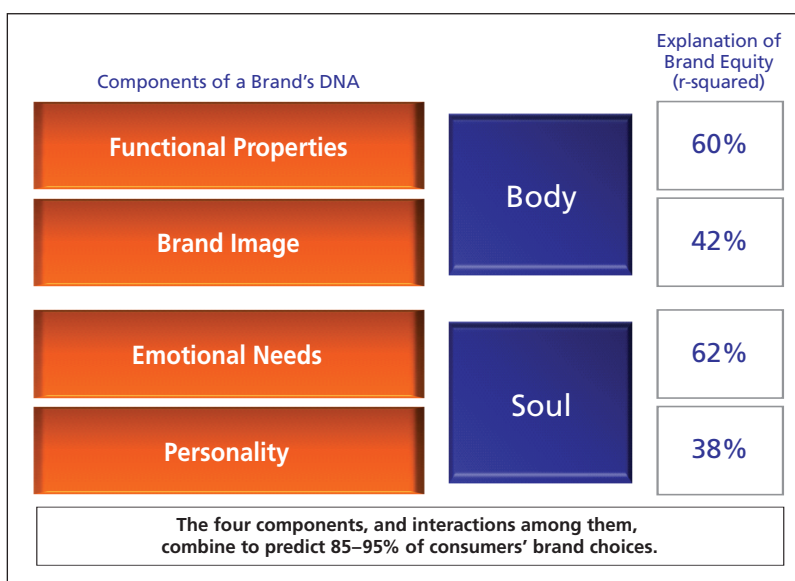 Components of a Brand's DNA
Explanation of
Brand Equity
(r-squared)
Functional Properties
Body
60%
Brand Image
42%
Emotional Needs
Soul
62%
Personality
38%
The four components, and interactions among them,
combine to predict 85–95% of consumers' brand choices.